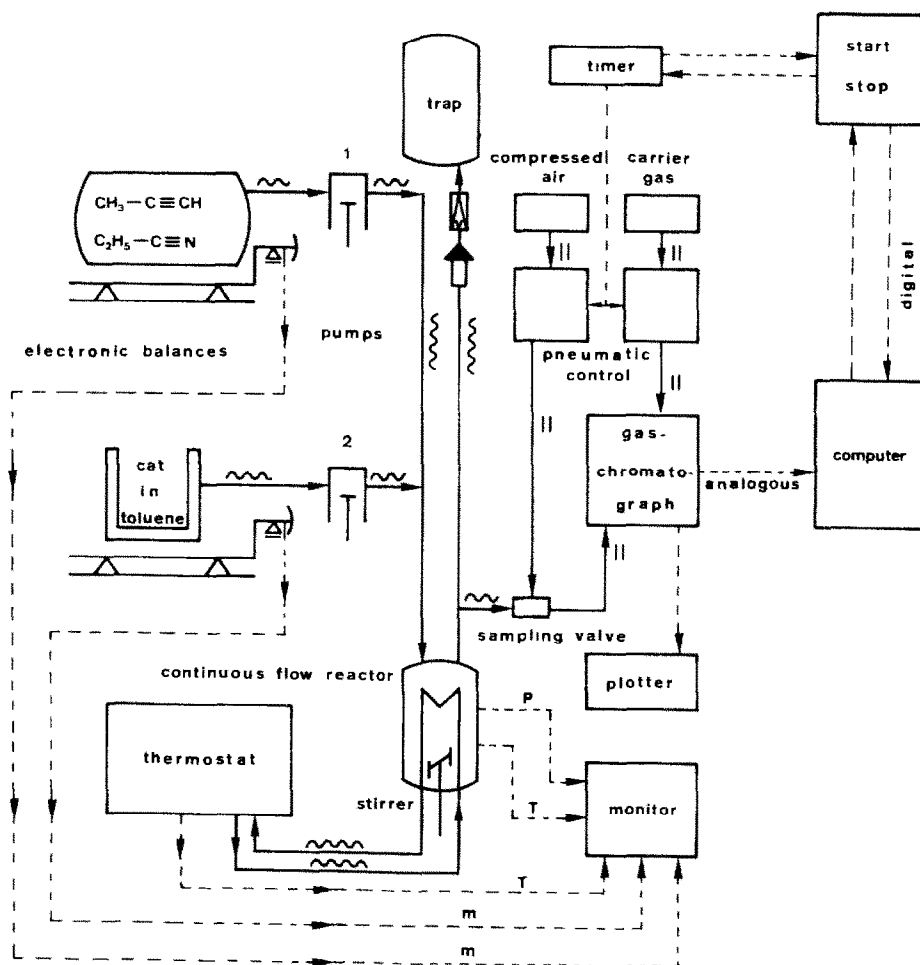 start
stop
timer
trap
compressed
air
carrier
gas
1
CH₃—C≡CH
C₂H₅—C≡N
||
||
digital
pumps
electronic balances
pneumatic
control
||
||
2
cat
in
toluene
gas-
chromato-
graph
analogous
computer
||
sampling valve
continuous flow reactor
plotter
P
thermostat
stirrer
T
monitor
T
m
m